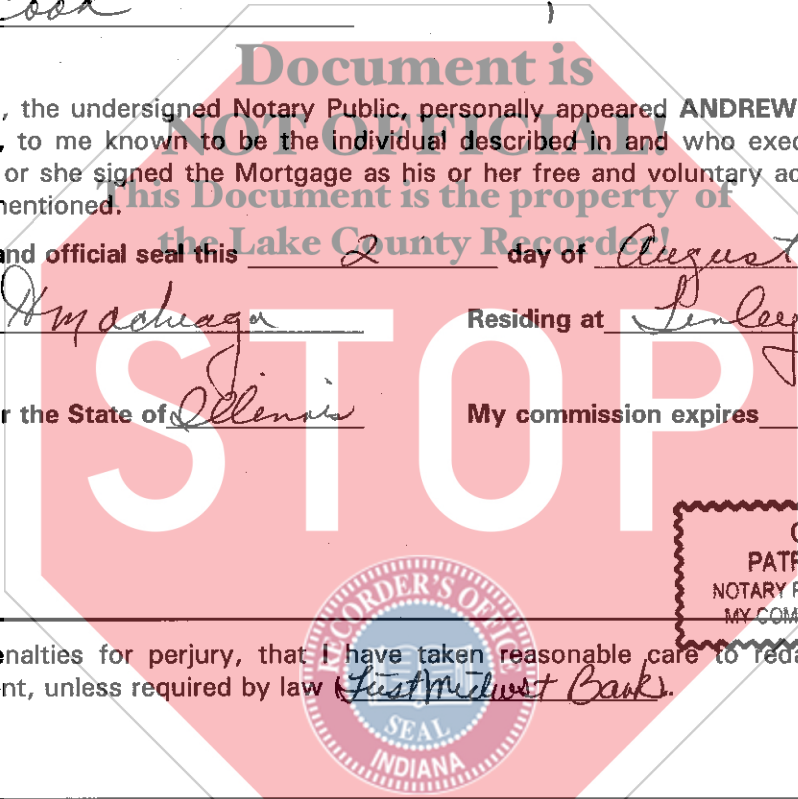 Cook )
Document is
, the undersigned Notary Public, personally appeared ANDREW
NOT OFFICIAL!
, to me known to be the individual described in and who exec
or she signed the Mortgage as his or her free and voluntary ac
This Document is the property of
mentioned.
the Lake County Recorder!
and official seal this 2 day of August
Residing at
r the State of Illinois My commission expires
STOP
PATR
NOTARY P
MY COM
RECORDER'S OFFICE
SEAL
INDIANA
enalties for perjury, that I have taken reasonable care to reda
nt, unless required by law (First Midwest Bank).